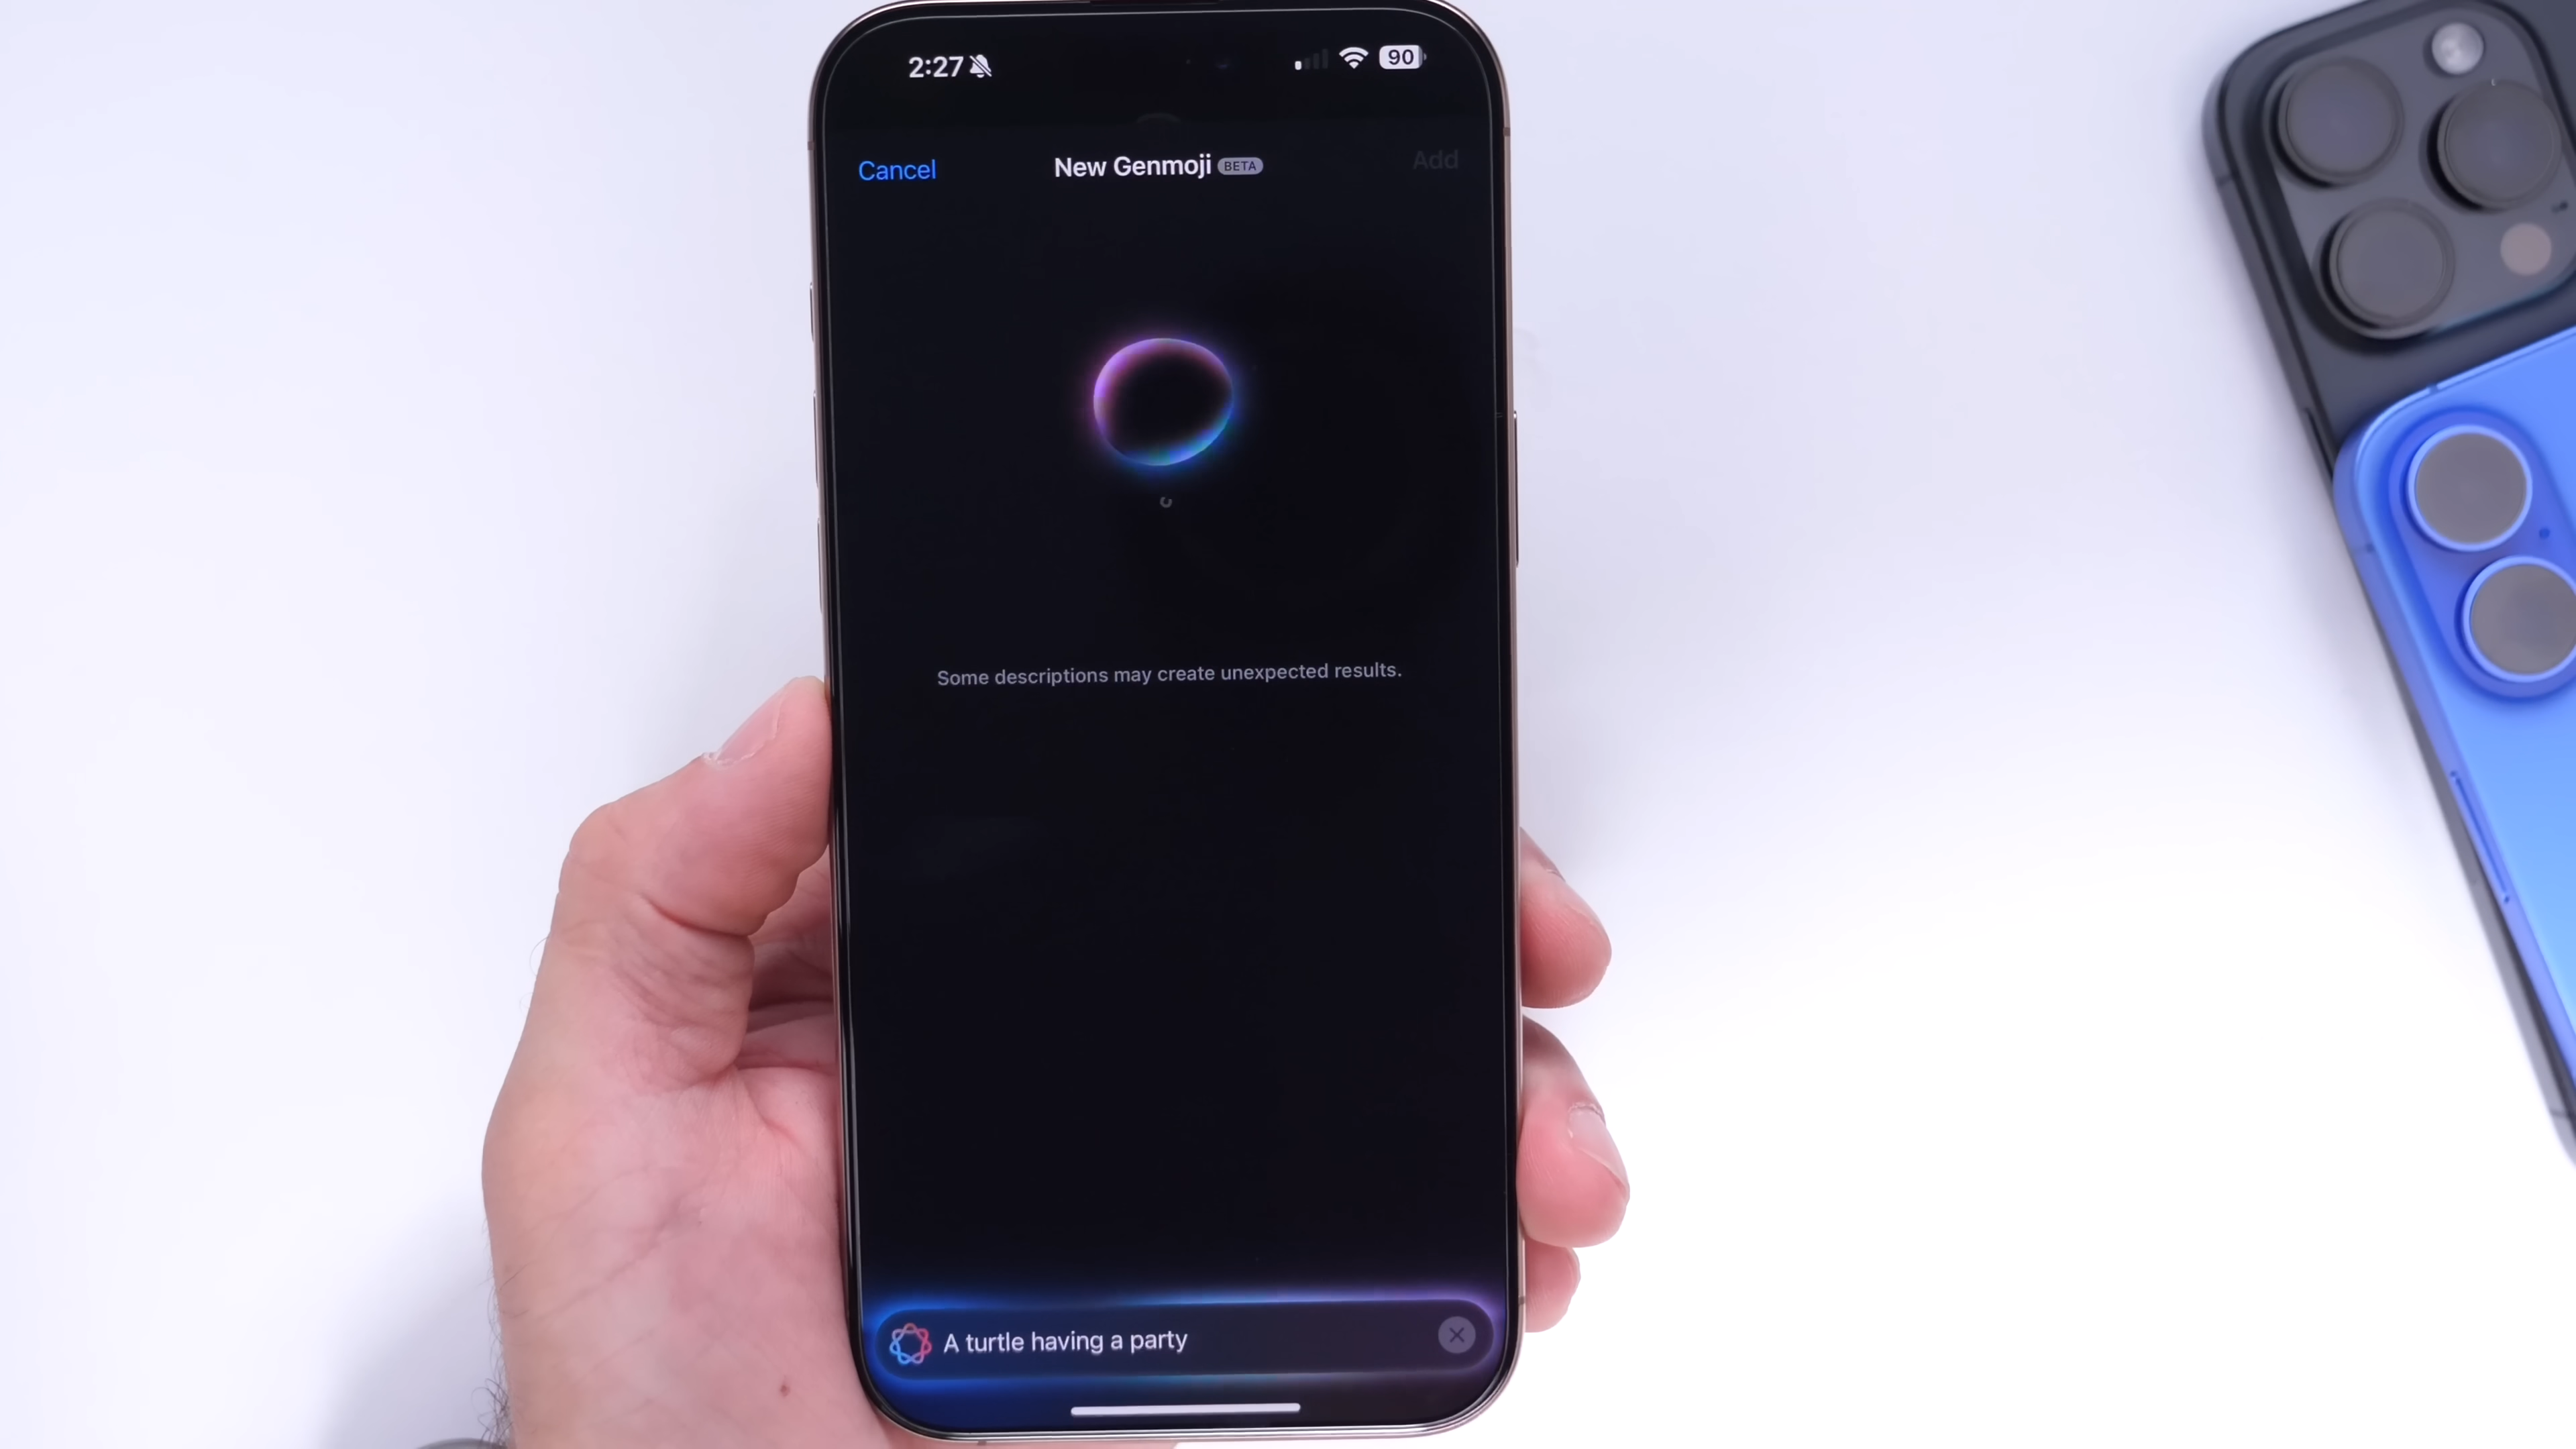 2:27 90
Cancel New Genmoji BETA Add
Some descriptions may create unexpected results.
A turtle having a party